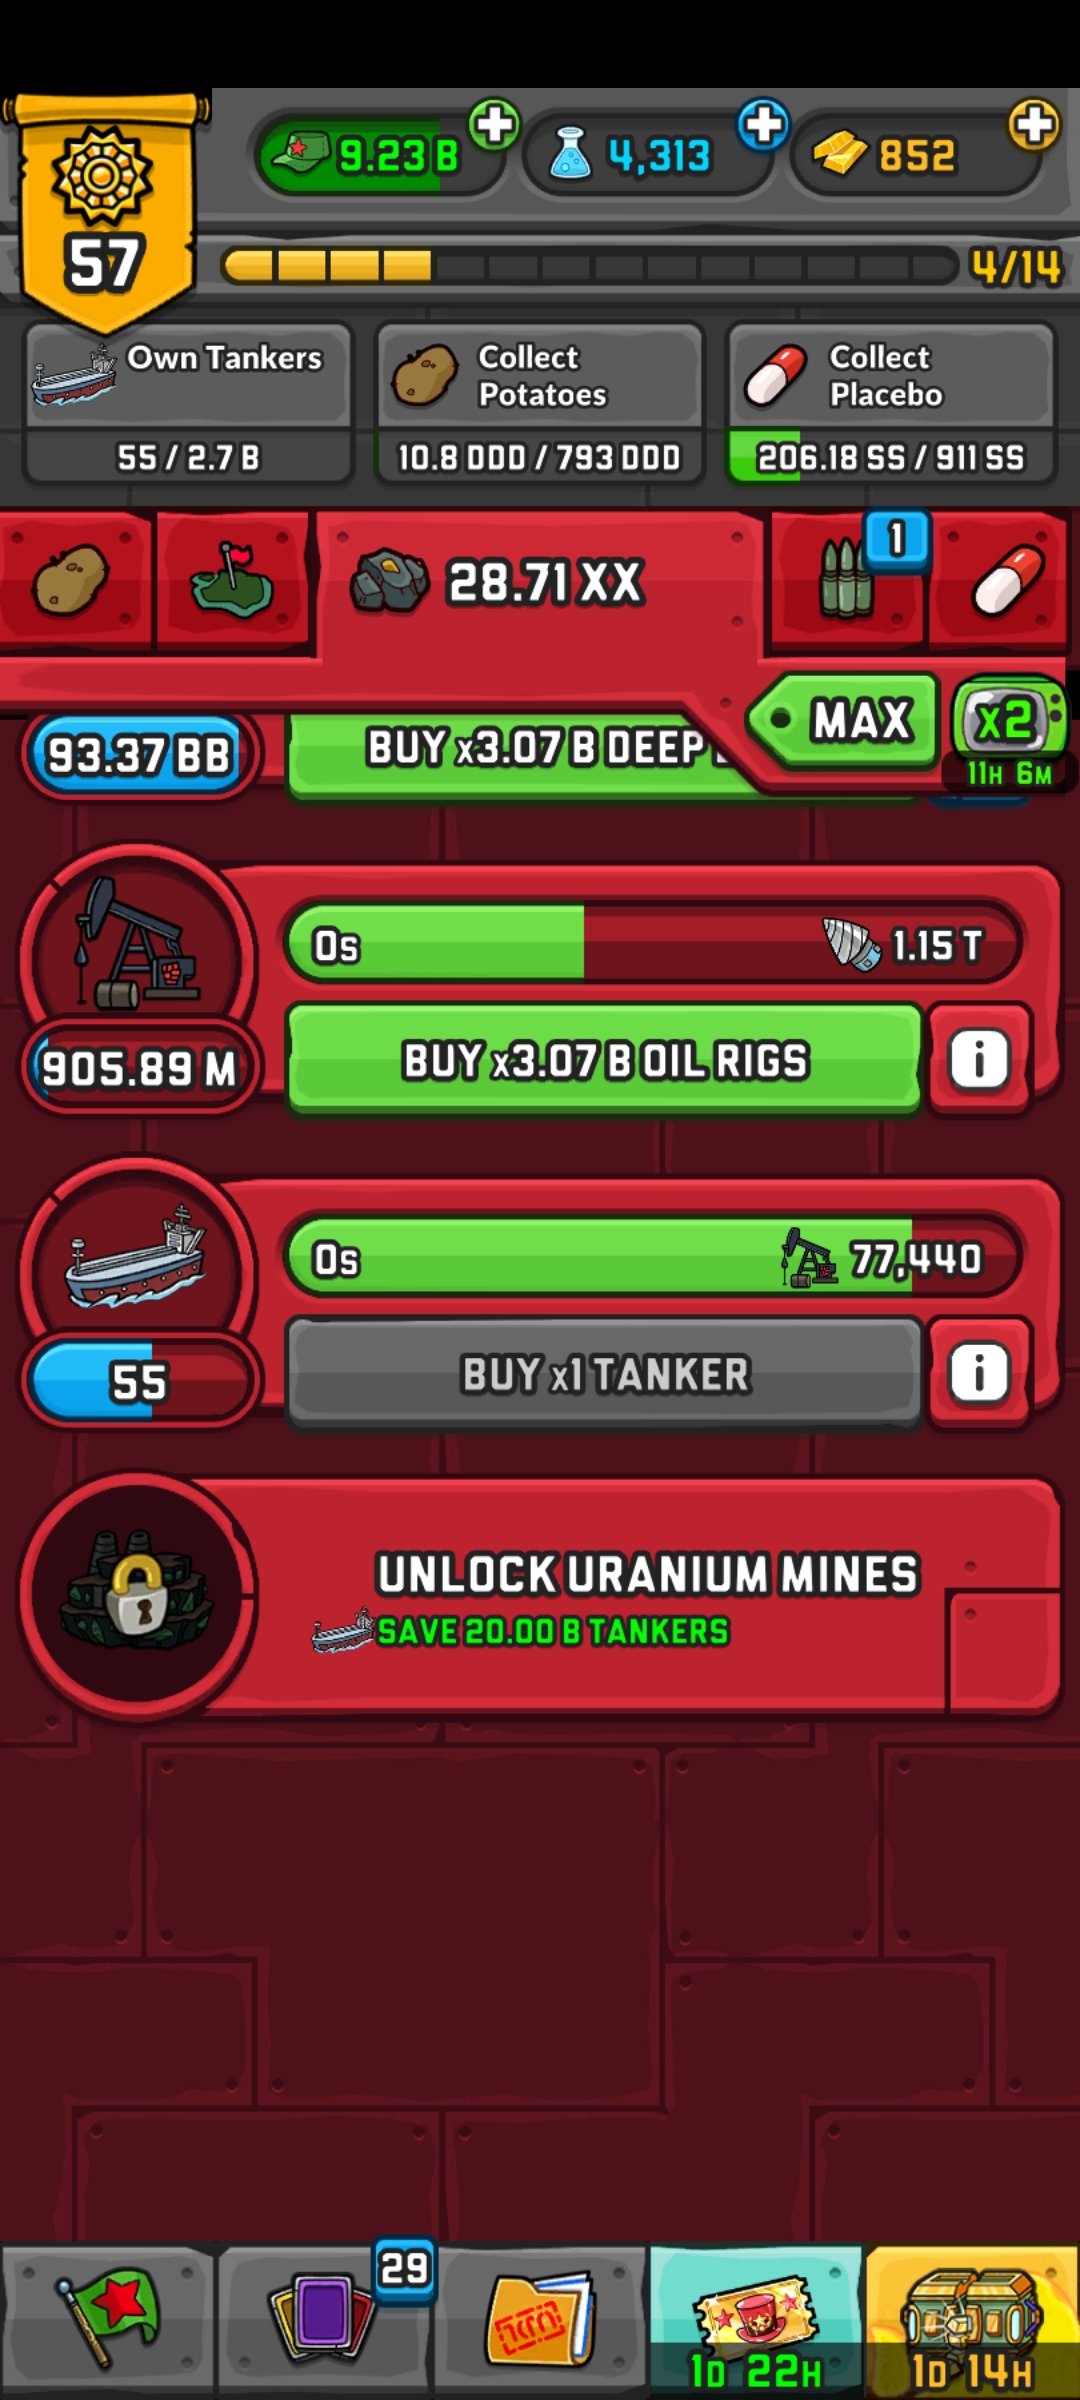 57
9.23 B
4,313
852
4/14
Own Tankers
55 / 2.7 B
Collect
Potatoes
10.8 DDD / 793 DDD
Collect
Placebo
206.18 SS / 911 SS
28.71 XX
1
MAX
x2
11H 6M
93.37 BB
BUY x3.07 B DEEP
0s
1.15 T
905.89 M
BUY x3.07 B OIL RIGS
i
0s
77,440
55
BUY x1 TANKER
i
UNLOCK URANIUM MINES
SAVE 20.00 B TANKERS
29
1D 22H
1D 14H